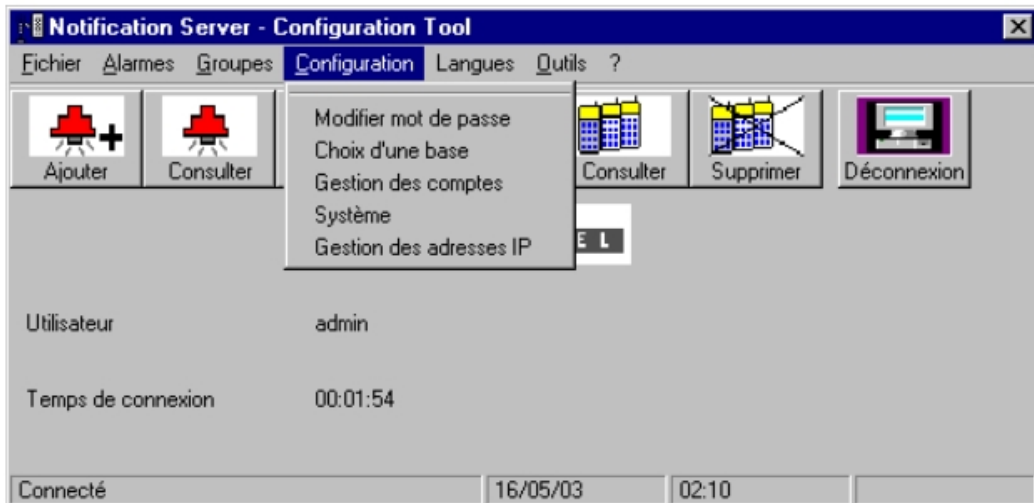 Notification Server - Configuration Tool
Fichier Alarmes Groupes Configuration Langues Outils ?
Modifier mot de passe
Choix d'une base
Gestion des comptes
Système
Gestion des adresses IP
Ajouter Consulter Consulter Supprimer Déconnexion
E L
Utilisateur admin
Temps de connexion 00:01:54
Connecté 16/05/03 02:10